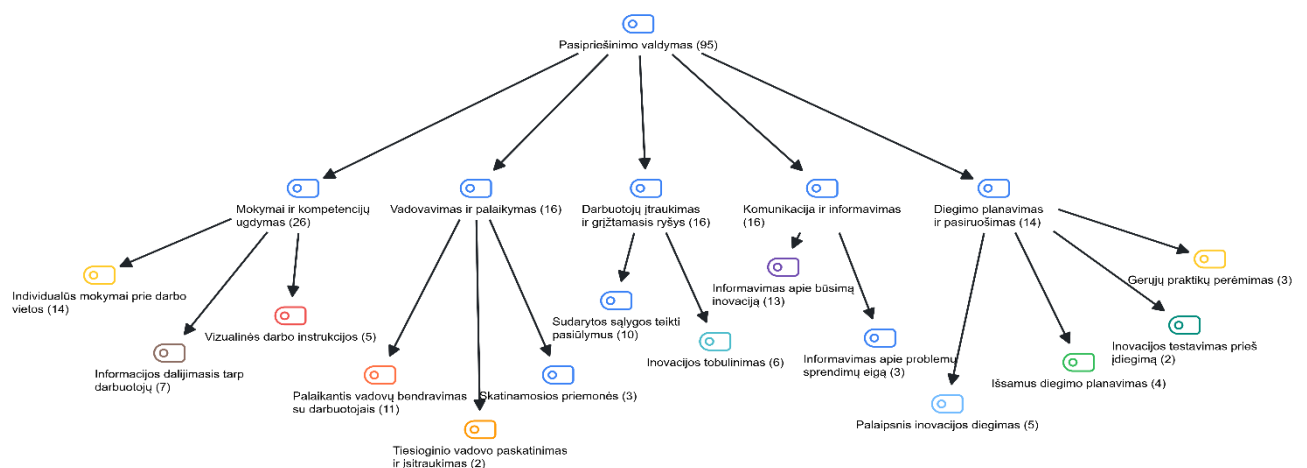 Pasipriešinimo valdymas (95)
Mokymai ir kompetencijų
ugdymas (26)
Vadovavimas ir palaikymas (16)
Darbuotojų įtraukimas
ir grįžtamasis ryšys (16)
Komunikacija ir informavimas
(16)
Diegimo planavimas
ir pasiruošimas (14)
Individualūs mokymai prie darbo
vietos (14)
Informacijos dalijimasis tarp
darbuotojų (7)
Vizualinės darbo instrukcijos (5)
Palaikantis vadovų bendravimas
su darbuotojais (11)
Tiesioginio vadovo paskatinimas
ir įsitraukimas (2)
Skatinamosios priemonės (3)
Sudarytos sąlygos teikti
pasiūlymus (10)
Inovacijos tobulinimas (6)
Informavimas apie būsimą
inovaciją (13)
Informavimas apie problemų
sprendimų eigą (3)
Palaipsnis inovacijos diegimas (5)
Išsamus diegimo planavimas (4)
Inovacijos testavimas prieš
įdiegimą (2)
Gerųjų praktikų perėmimas (3)